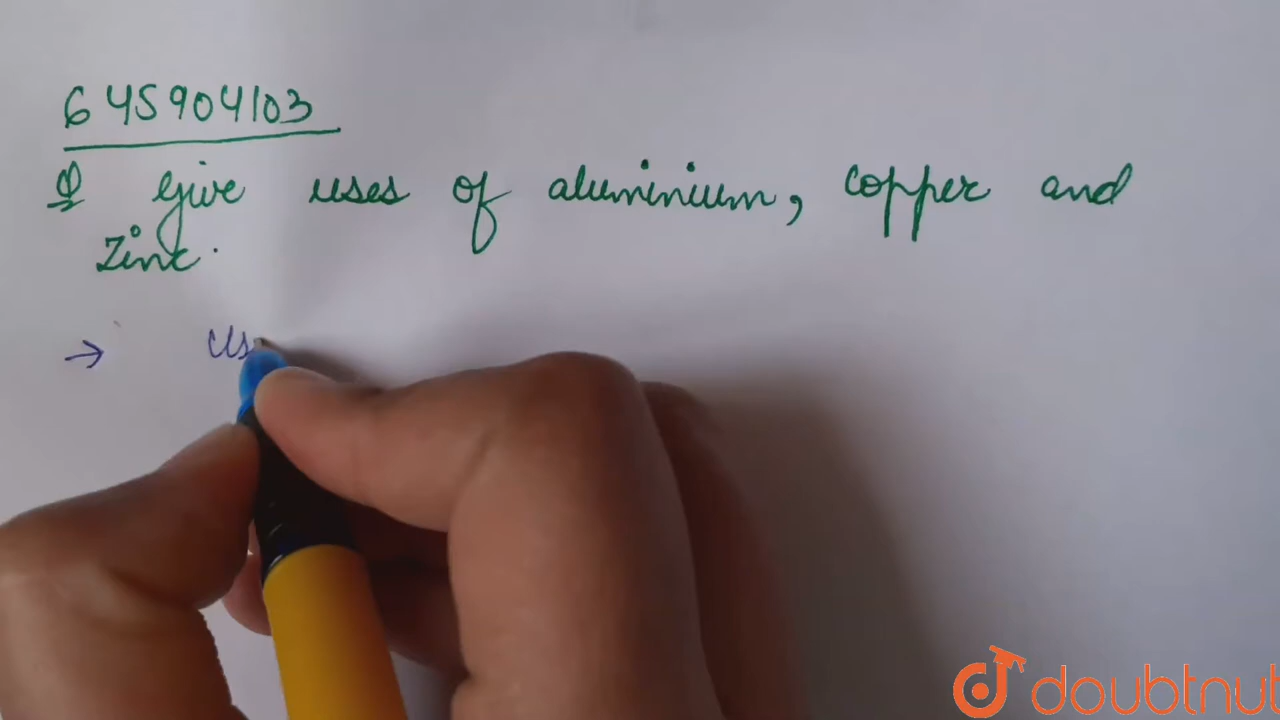 645904103
Q Give uses of aluminium, copper and
Zinc.
→ Us
doubtnut